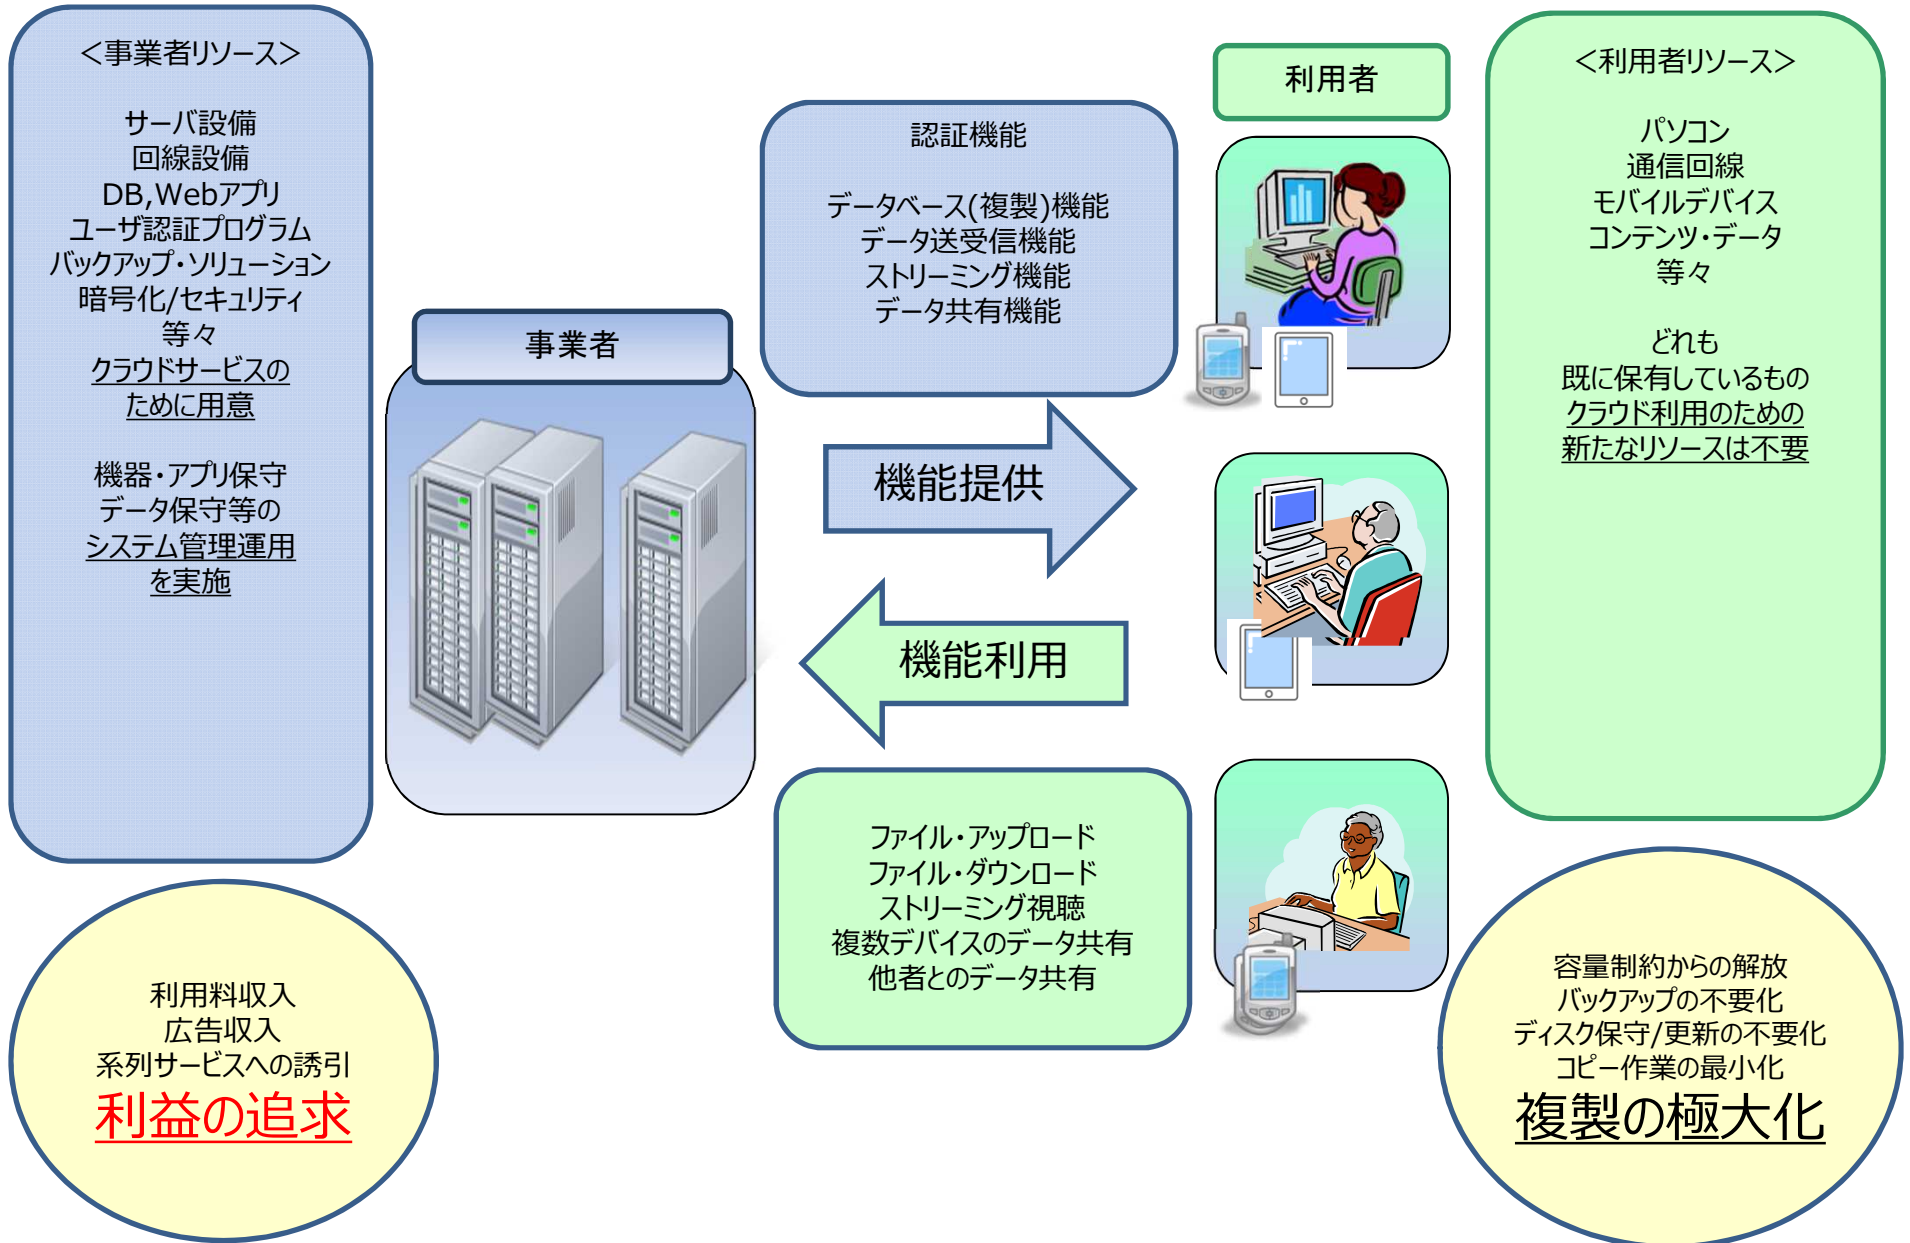 ＜事業者リソース＞
サーバ設備
回線設備
DB,Webアプリ
ユーザ認証プログラム
バックアップ・ソリューション
暗号化/セキュリティ
等々
クラウドサービスの
ために用意
機器・アプリ保守
データ保守等の
システム管理運用
を実施
事業者
認証機能
データベース(複製)機能
データ送受信機能
ストリーミング機能
データ共有機能
機能提供
機能利用
ファイル・アップロード
ファイル・ダウンロード
ストリーミング視聴
複数デバイスのデータ共有
他者とのデータ共有
利用者
＜利用者リソース＞
パソコン
通信回線
モバイルデバイス
コンテンツ・データ
等々
どれも
既に保有しているもの
クラウド利用のための
新たなリソースは不要
利用料収入
広告収入
系列サービスへの誘引
利益の追求
容量制約からの解放
バックアップの不要化
ディスク保守/更新の不要化
コピー作業の最小化
複製の極大化